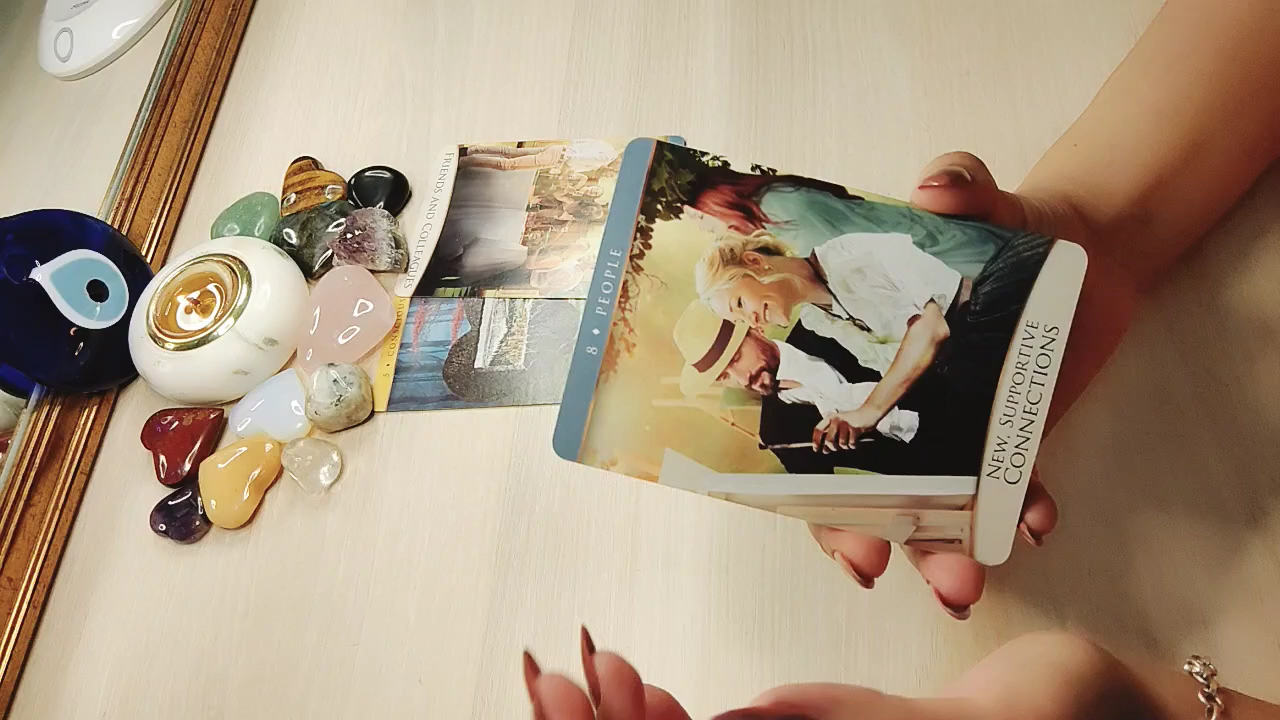 8 • PEOPLE
NEW, SUPPORTIVE
CONNECTIONS
FRIENDS AND COLLEAGUES